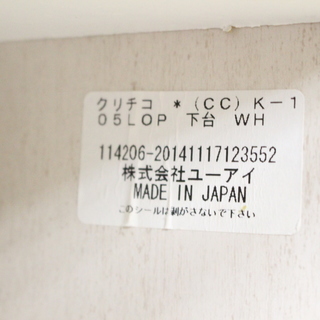 クリチコ ＊（CC）K－1
05LOP 下台 WH
114206-20141117123552
株式会社ユーアイ
MADE IN JAPAN
このシールは剥がさないで下さい